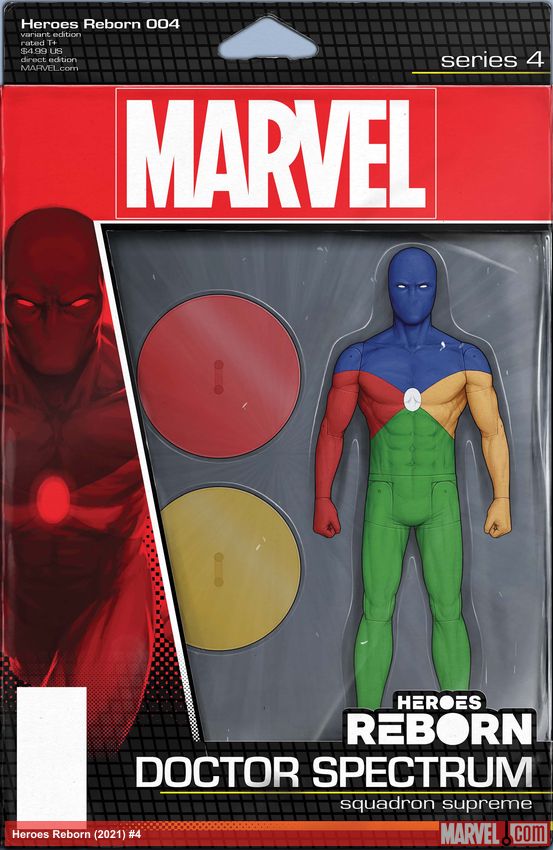 Heroes Reborn 004
variant edition
rated T+
$4.99 US
direct edition
MARVEL.com
series 4
MARVEL
HEROES
REBORN
DOCTOR SPECTRUM
squadron supreme
Heroes Reborn (2021) #4
MARVEL.com